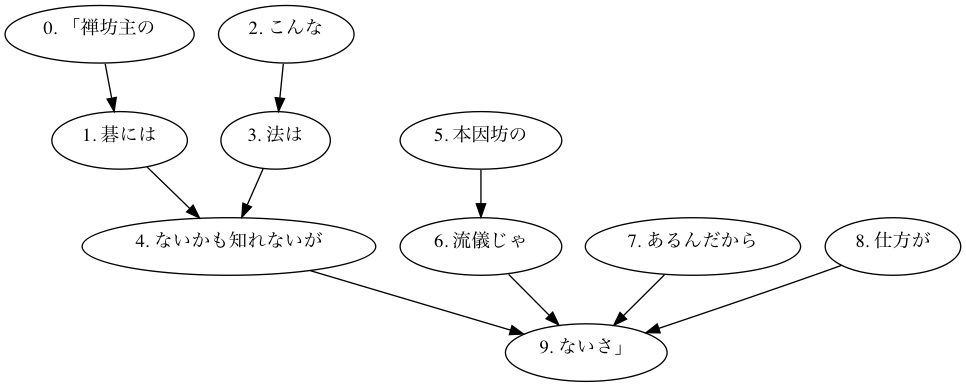 0. 「禅坊主の
2. こんな
1. 碁には
3. 法は
5. 本因坊の
4. ないかも知れないが
6. 流儀じゃ
7. あるんだから
8. 仕方が
9. ないさ」